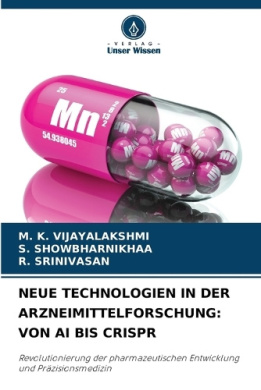 VERLAG
Unser Wissen
25
Mn
54.938045
Mn
M. K. VIJAYALAKSHMI
S. SHOWBHARNIKHAA
R. SRINIVASAN
NEUE TECHNOLOGIEN IN DER
ARZNEIMITTELFORSCHUNG:
VON AI BIS CRISPR
Revolutionierung der pharmazeutischen Entwicklung
und Präzisionsmedizin